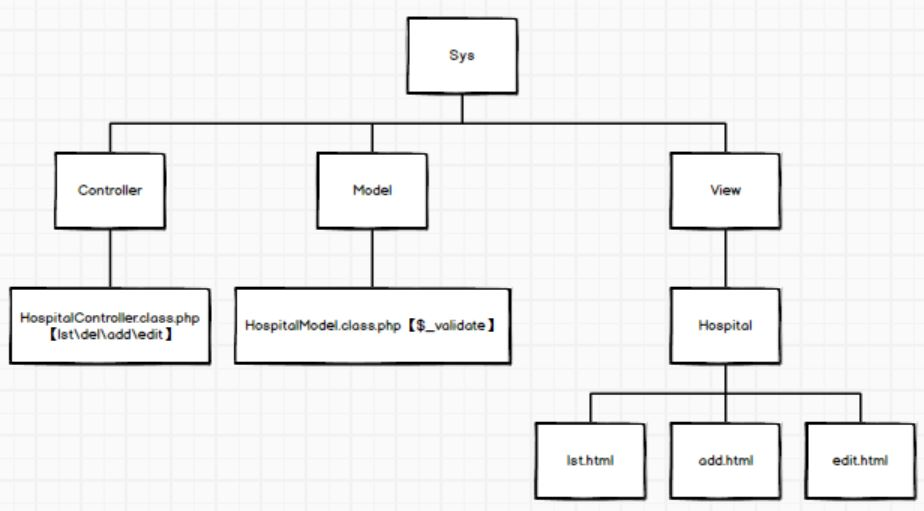 Sys
Controller
Model
View
HospitalController.class.php
【lst\del\add\edit】
HospitalModel.class.php【$_validate】
Hospital
lst.html
add.html
edit.html